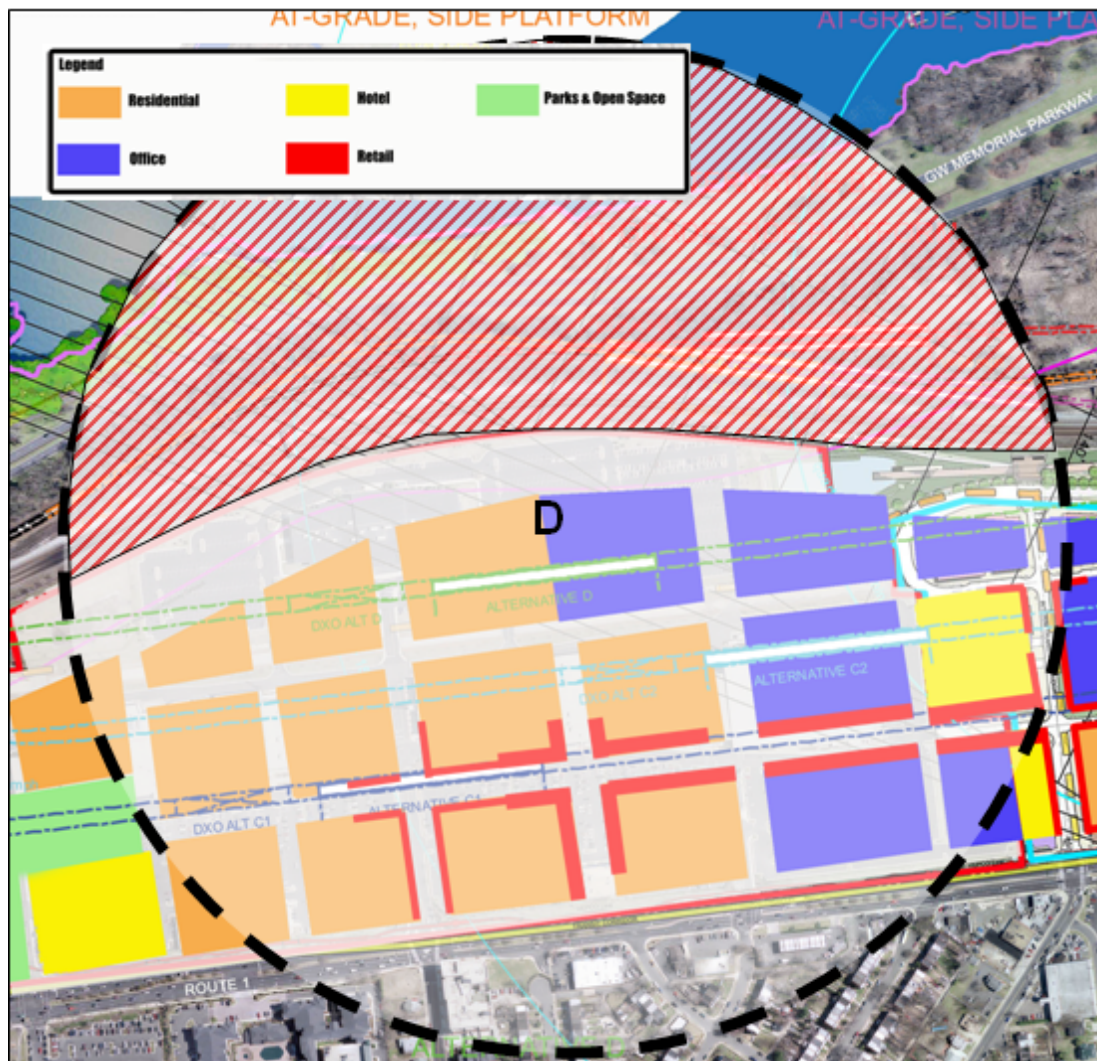 AT-GRADE, SIDE PLATFORM
AT-GRADE, SIDE PLA
Legend
Residential
Hotel
Parks & Open Space
Office
Retail
GW MEMORIAL PARKWAY
D
ALTERNATIVE D
DXO ALT D
DXO ALT C2
ALTERNATIVE C2
ALTERNATIVE C1
DXO ALT C1
ROUTE 1
ALTERNATIVE D